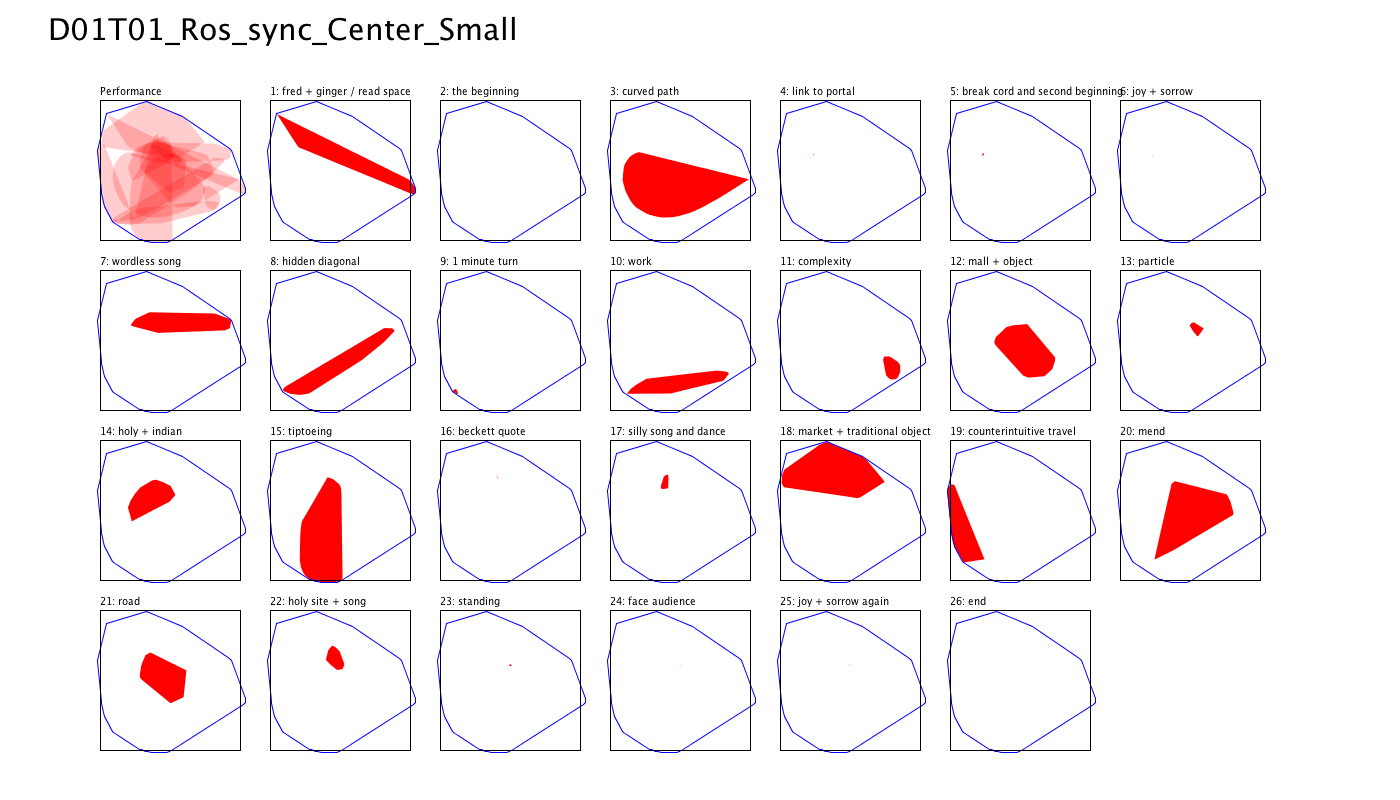 D01T01_Ros_sync_Center_Small
Performance
1: fred + ginger / read space
2: the beginning
3: curved path
4: link to portal
5: break cord and second beginning
6: joy + sorrow
7: wordless song
8: hidden diagonal
9: 1 minute turn
10: work
11: complexity
12: mall + object
13: particle
14: holy + indian
15: tiptoeing
16: beckett quote
17: silly song and dance
18: market + traditional object
19: counterintuitive travel
20: mend
21: road
22: holy site + song
23: standing
24: face audience
25: joy + sorrow again
26: end